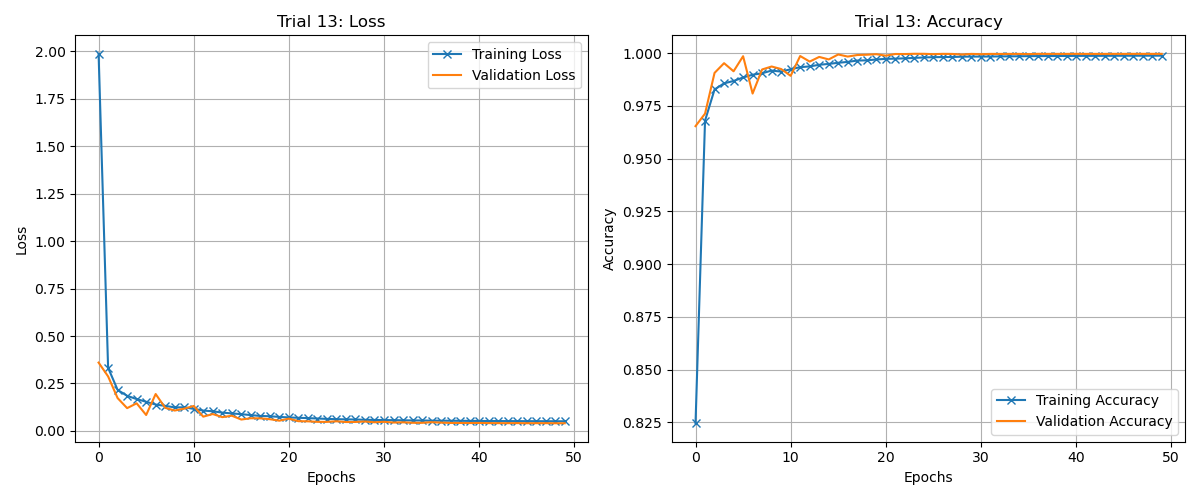 Trial 13: Loss
2.00
1.75
1.50
1.25
1.00
0.75
0.50
0.25
0.00
Loss
0
10
20
30
40
50
Epochs
Training Loss
Validation Loss
Trial 13: Accuracy
1.000
0.975
0.950
0.925
0.900
0.875
0.850
0.825
Accuracy
0
10
20
30
40
50
Epochs
Training Accuracy
Validation Accuracy